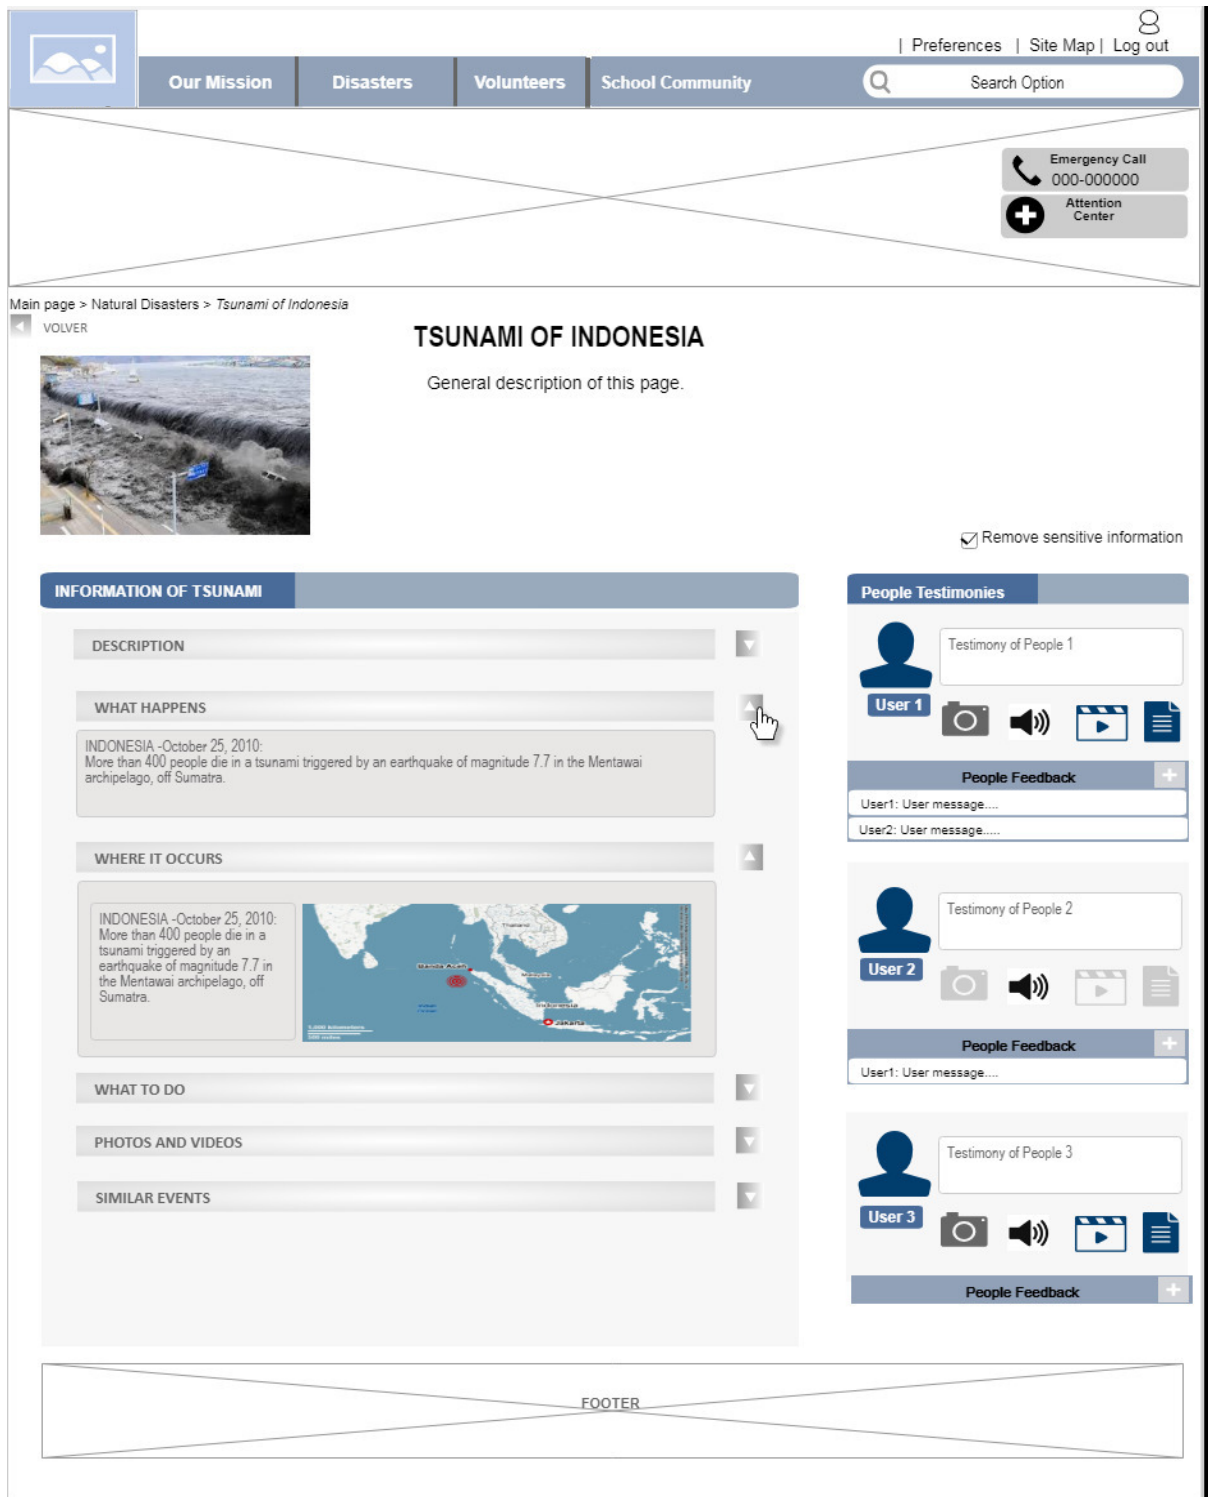 | Preferences | Site Map | Log out
Our Mission Disasters Volunteers School Community Search Option
Emergency Call
000-000000
Attention
Center
Main page > Natural Disasters > Tsunami of Indonesia
VOLVER
TSUNAMI OF INDONESIA
General description of this page.
Remove sensitive information
INFORMATION OF TSUNAMI
DESCRIPTION
WHAT HAPPENS
INDONESIA -October 25, 2010:
More than 400 people die in a tsunami triggered by an earthquake of magnitude 7.7 in the Mentawai
archipelago, off Sumatra.
WHERE IT OCCURS
INDONESIA -October 25, 2010:
More than 400 people die in a
tsunami triggered by an
earthquake of magnitude 7.7 in
the Mentawai archipelago, off
Sumatra.
Thailand
Banda Aceh
Malaysia
Indonesia
Jakarta
WHAT TO DO
PHOTOS AND VIDEOS
SIMILAR EVENTS
People Testimonies
Testimony of People 1
User 1
People Feedback
User1: User message....
User2: User message.....
Testimony of People 2
User 2
People Feedback
User1: User message....
Testimony of People 3
User 3
People Feedback
FOOTER